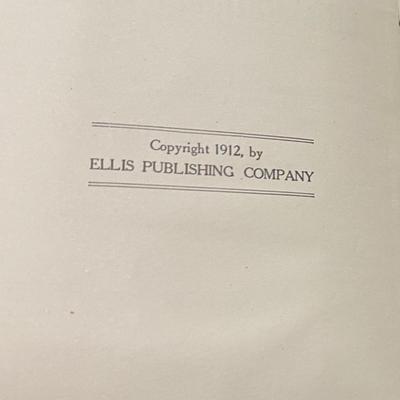 Copyright 1912, by
ELLIS PUBLISHING COMPANY